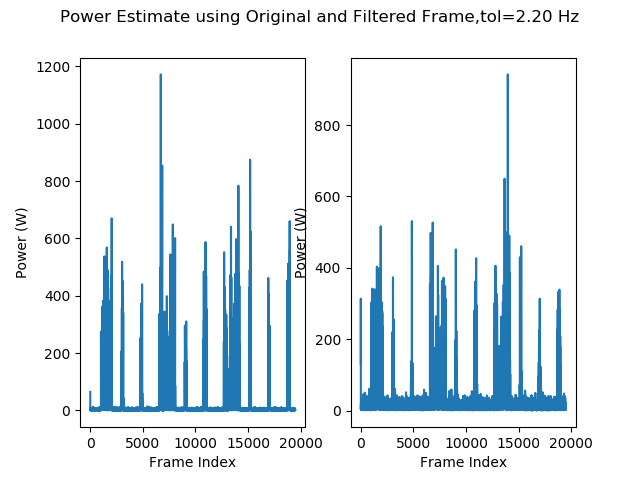 Power Estimate using Original and Filtered Frame,tol=2.20 Hz
1200
1000
800
600
400
200
0
Power (W)
0 5000 10000 15000 20000
Frame Index
800
600
400
200
0
Power (W)
0 5000 10000 15000 20000
Frame Index